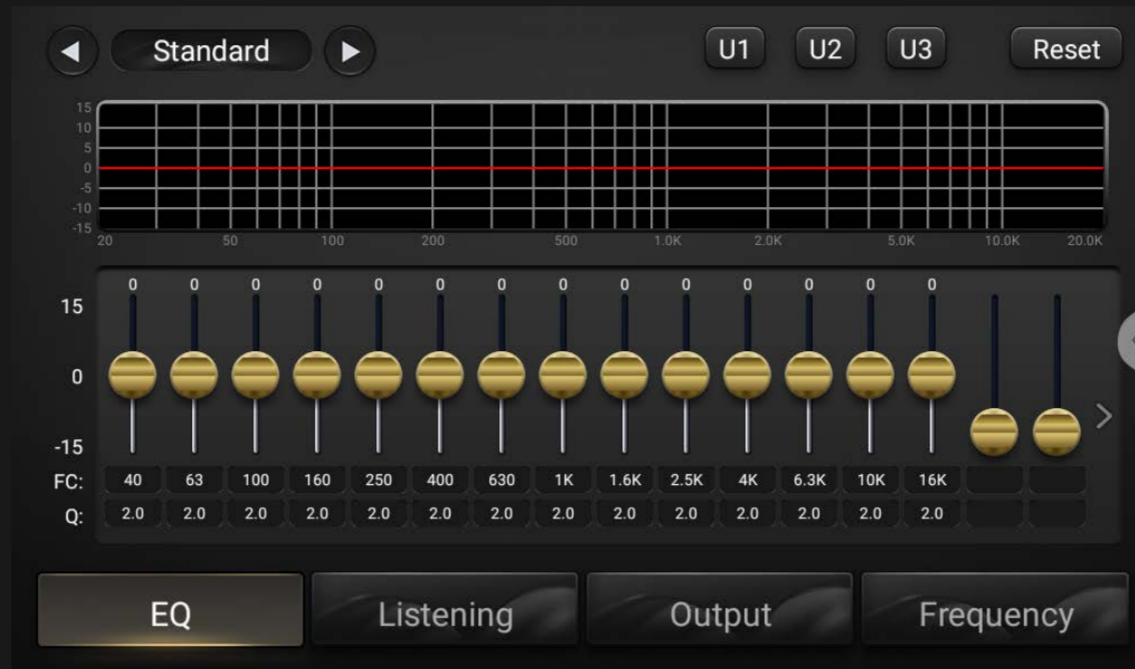 Standard U1 U2 U3 Reset
15
10
5
0
-5
-10
-15
20 50 100 200 500 1.0K 2.0K 5.0K 10.0K 20.0K
0 0 0 0 0 0 0 0 0 0 0 0 0 0
15
0
-15
FC: 40 63 100 160 250 400 630 1K 1.6K 2.5K 4K 6.3K 10K 16K
Q: 2.0 2.0 2.0 2.0 2.0 2.0 2.0 2.0 2.0 2.0 2.0 2.0 2.0 2.0
EQ Listening Output Frequency